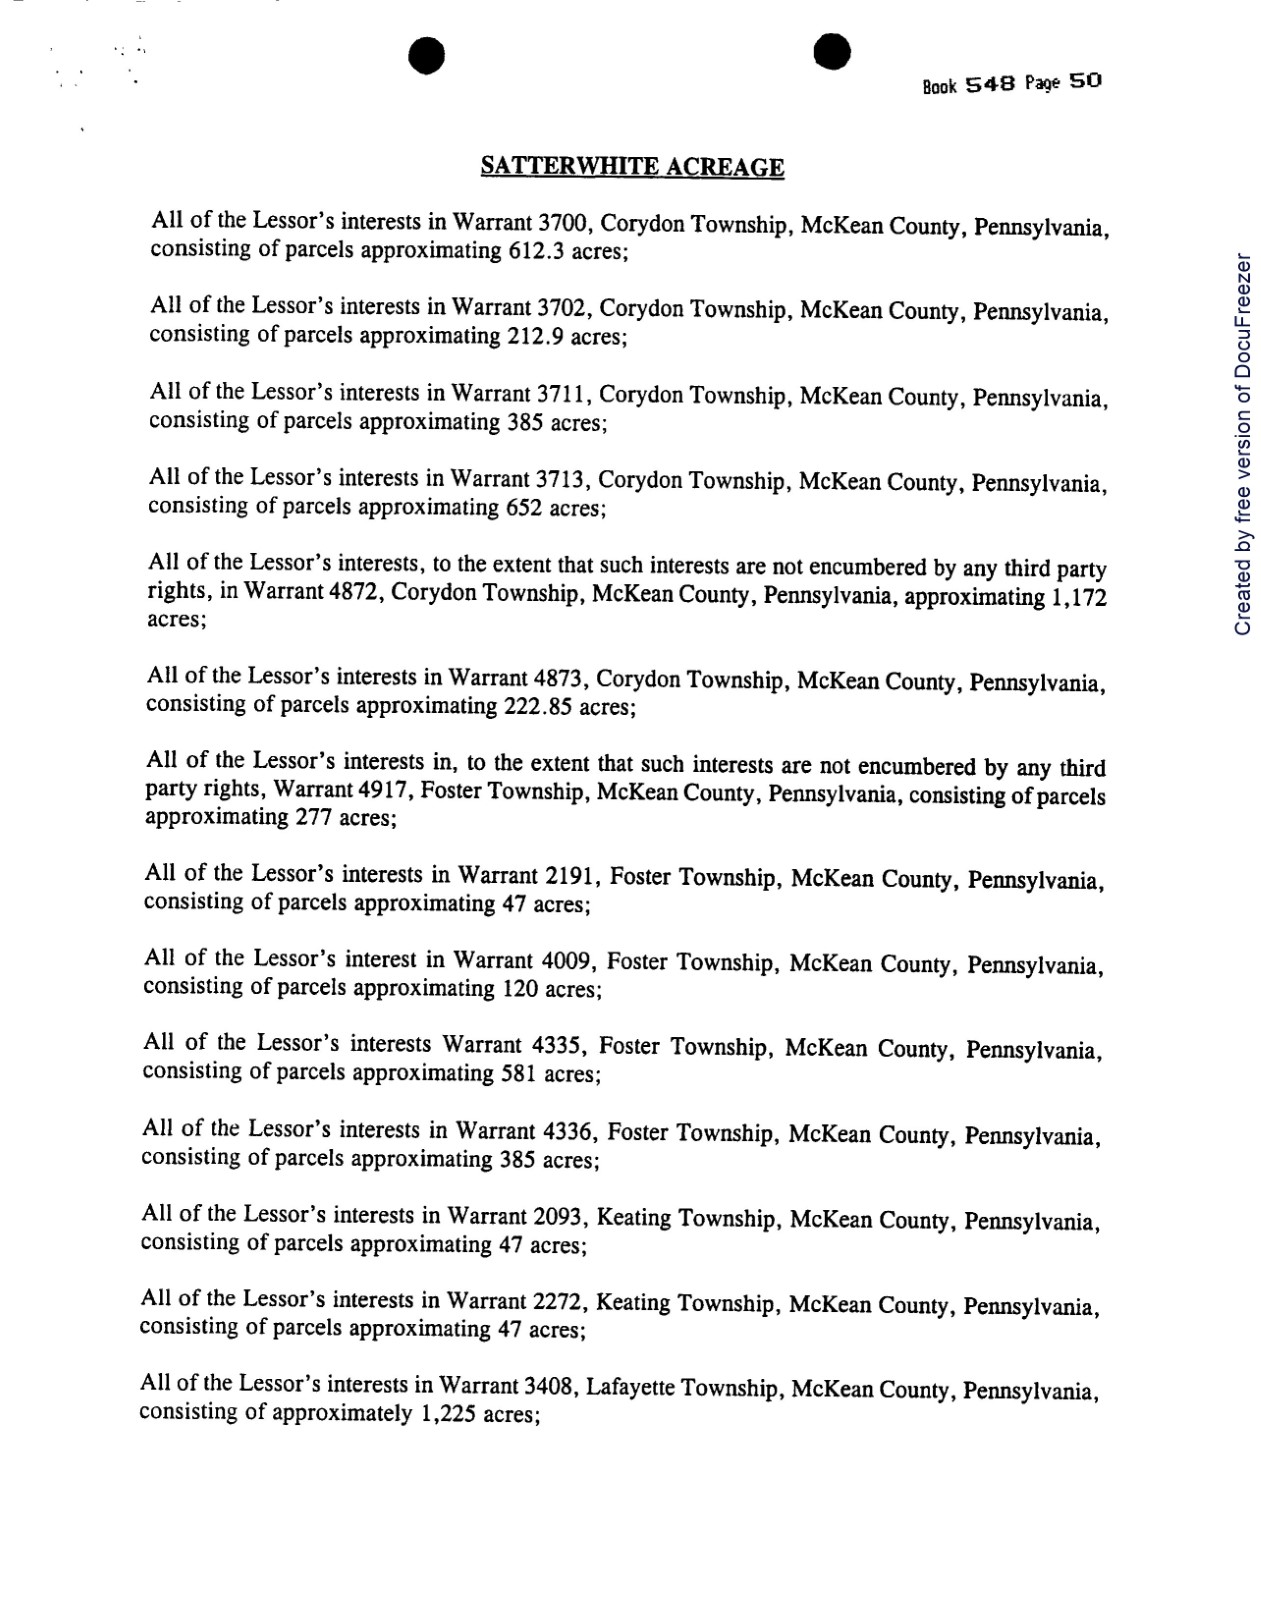 Book 548 Page 50
SATTERWHITE ACREAGE
All of the Lessor's interests in Warrant 3700, Corydon Township, McKean County, Pennsylvania,
consisting of parcels approximating 612.3 acres;
All of the Lessor's interests in Warrant 3702, Corydon Township, McKean County, Pennsylvania,
consisting of parcels approximating 212.9 acres;
All of the Lessor's interests in Warrant 3711, Corydon Township, McKean County, Pennsylvania,
consisting of parcels approximating 385 acres;
All of the Lessor's interests in Warrant 3713, Corydon Township, McKean County, Pennsylvania,
consisting of parcels approximating 652 acres;
All of the Lessor's interests, to the extent that such interests are not encumbered by any third party
rights, in Warrant 4872, Corydon Township, McKean County, Pennsylvania, approximating 1,172
acres;
All of the Lessor's interests in Warrant 4873, Corydon Township, McKean County, Pennsylvania,
consisting of parcels approximating 222.85 acres;
All of the Lessor's interests in, to the extent that such interests are not encumbered by any third
party rights, Warrant 4917, Foster Township, McKean County, Pennsylvania, consisting of parcels
approximating 277 acres;
All of the Lessor's interests in Warrant 2191, Foster Township, McKean County, Pennsylvania,
consisting of parcels approximating 47 acres;
All of the Lessor's interest in Warrant 4009, Foster Township, McKean County, Pennsylvania,
consisting of parcels approximating 120 acres;
All of the Lessor's interests Warrant 4335, Foster Township, McKean County, Pennsylvania,
consisting of parcels approximating 581 acres;
All of the Lessor's interests in Warrant 4336, Foster Township, McKean County, Pennsylvania,
consisting of parcels approximating 385 acres;
All of the Lessor's interests in Warrant 2093, Keating Township, McKean County, Pennsylvania,
consisting of parcels approximating 47 acres;
All of the Lessor's interests in Warrant 2272, Keating Township, McKean County, Pennsylvania,
consisting of parcels approximating 47 acres;
All of the Lessor's interests in Warrant 3408, Lafayette Township, McKean County, Pennsylvania,
consisting of approximately 1,225 acres;
Created by free version of DocuFreezer